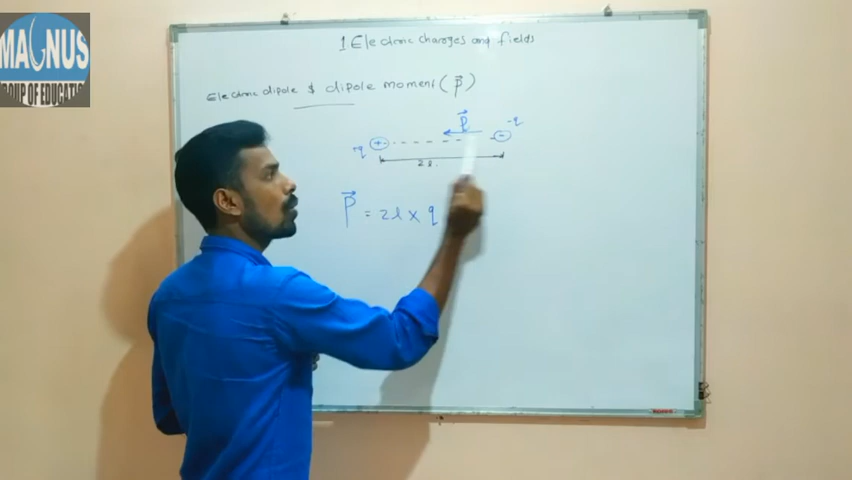 MAGNUS
GROUP OF EDUCATION
1 Electric charges and fields
Electric dipole & dipole moment (p⃗)
p⃗
+q + - - - - - - -q
2l.
p⃗ = 2l × q